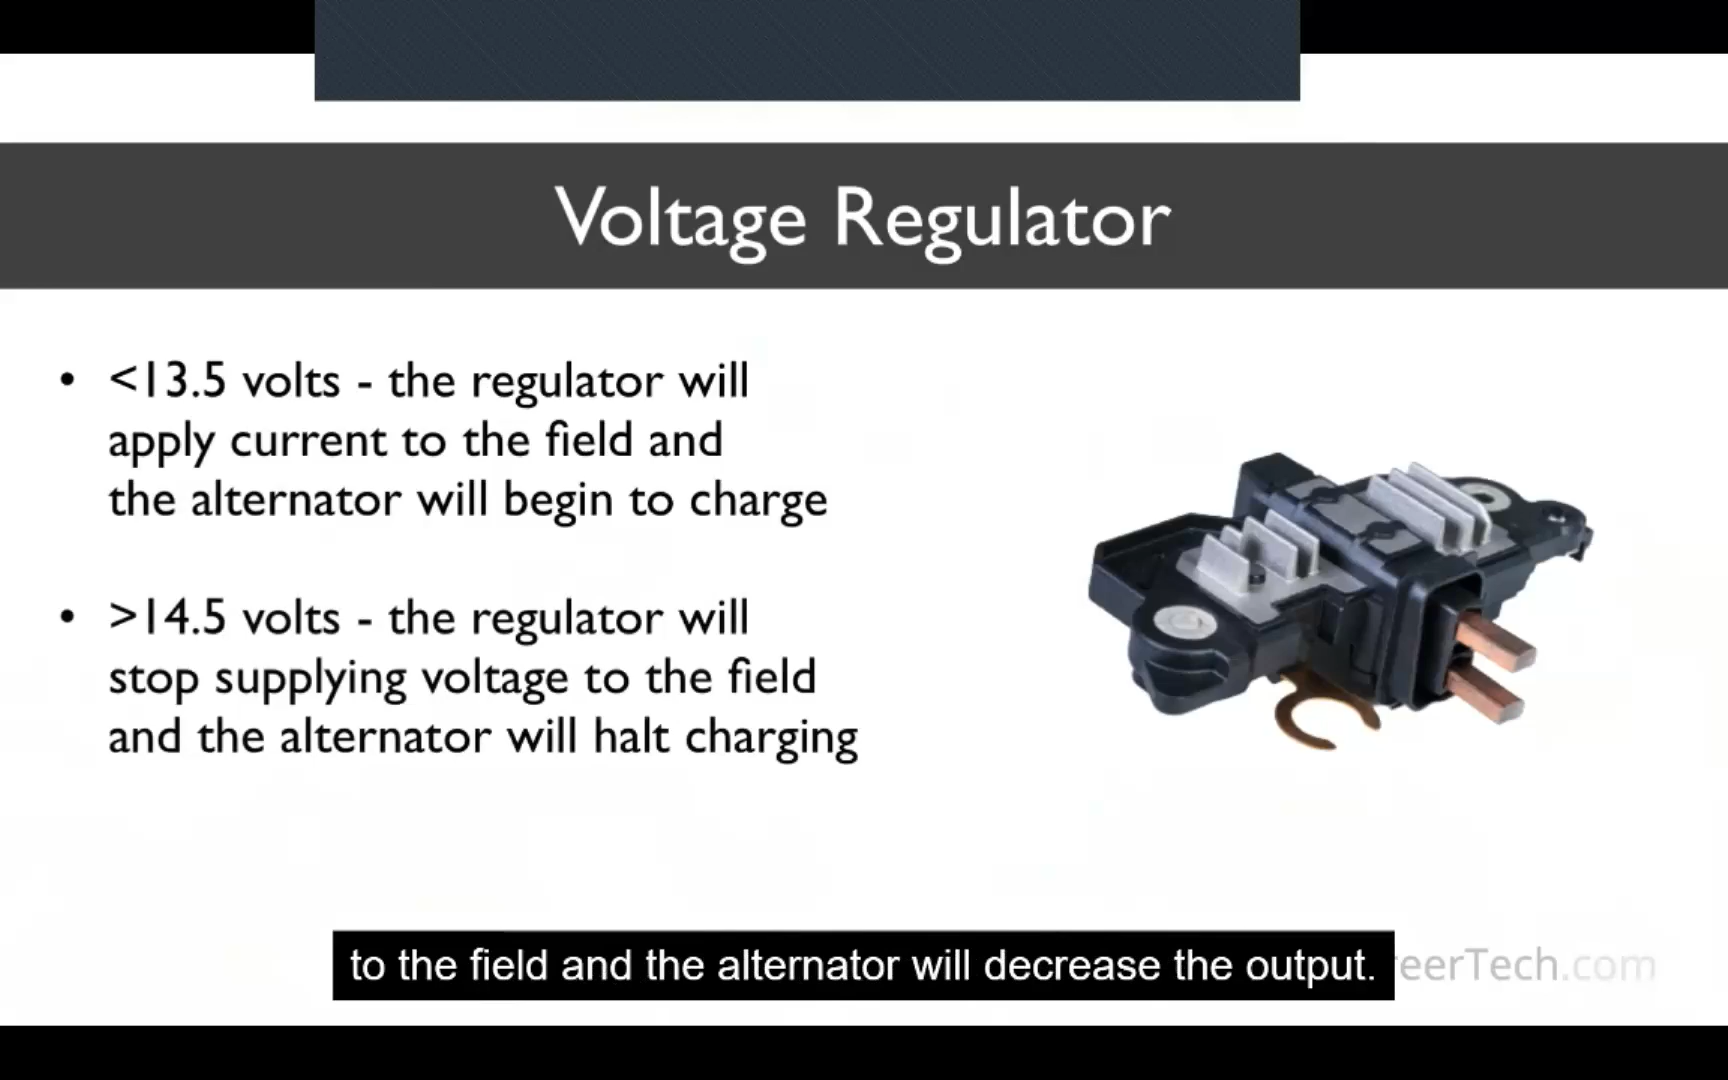 Voltage Regulator
• <13.5 volts - the regulator will
apply current to the field and
the alternator will begin to charge
• >14.5 volts - the regulator will
stop supplying voltage to the field
and the alternator will halt charging
to the field and the alternator will decrease the output.
reerTech.com